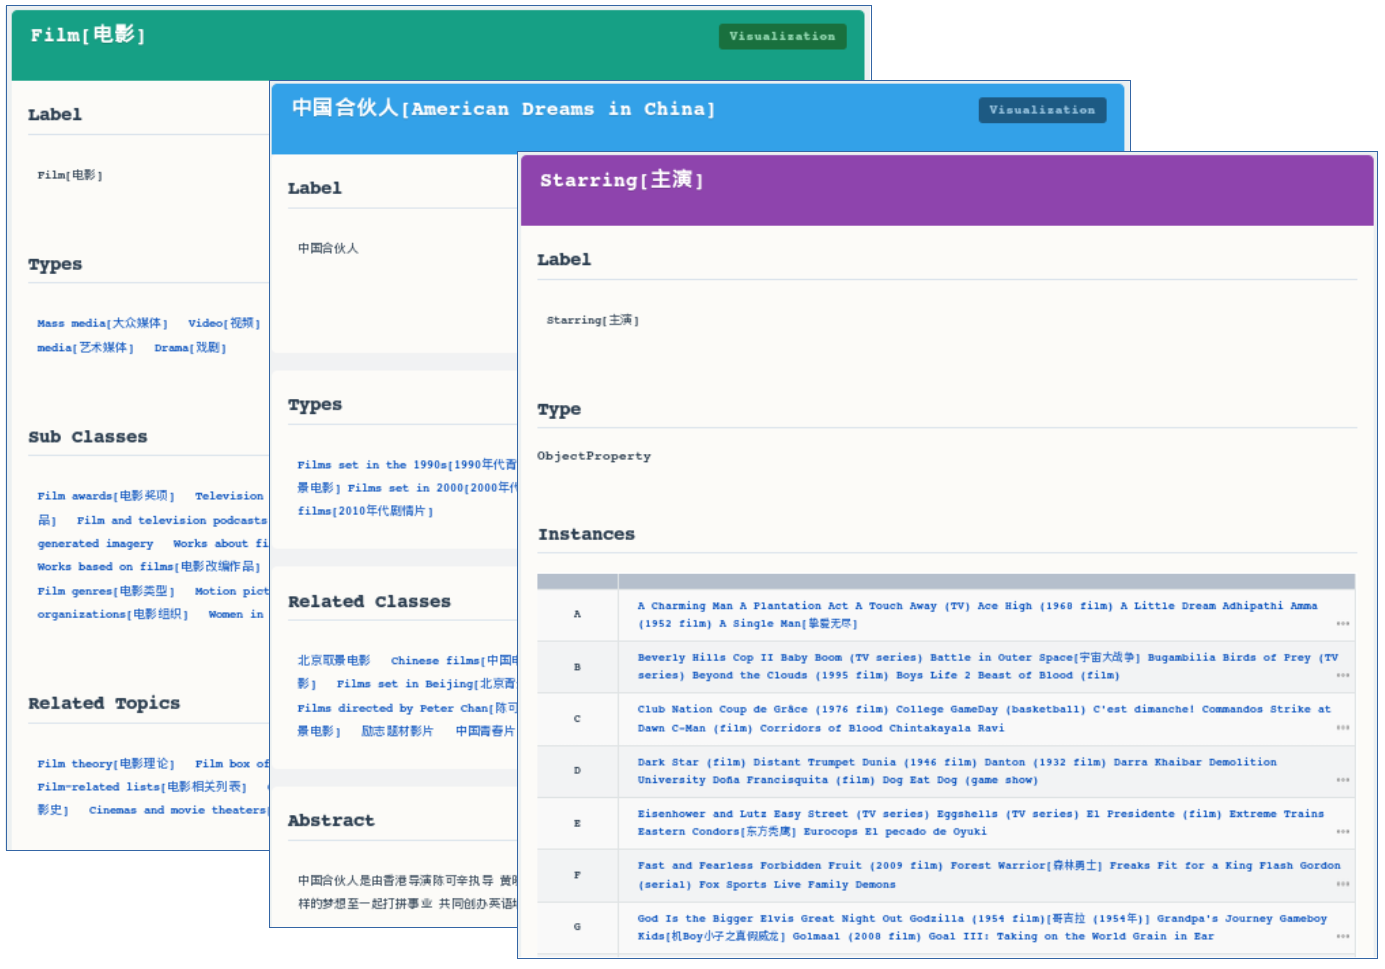 Film[电影]
Visualization
Label
Film[电影]
Types
Mass media[大众媒体] Video[视频]
media[艺术媒体] Drama[戏剧]
Sub Classes
Film awards[电影奖项] Television
品] Film and television podcasts
generated imagery Works about fi
Works based on films[电影改编作品]
Film genres[电影类型] Motion pict
organizations[电影组织] Women in
Related Topics
Film theory[电影理论] Film box of
Film-related lists[电影相关列表]
影史] Cinemas and movie theaters[
中国合伙人[American Dreams in China]
Visualization
Label
中国合伙人
Types
Films set in the 1990s[1990年代背
景电影] Films set in 2000[2000年代
films[2010年代剧情片]
Related Classes
北京取景电影 Chinese films[中国电
影] Films set in Beijing[北京背
Films directed by Peter Chan[陈可
景电影] 励志题材影片 中国青春片
Abstract
中国合伙人是由香港导演陈可辛执导 黄
样的梦想至一起打拼事业 共同创办英语
Starring[主演]
Label
Starring[主演]
Type
ObjectProperty
Instances
A
A Charming Man A Plantation Act A Touch Away (TV) Ace High (1968 film) A Little Dream Adhipathi Amma
(1952 film) A Single Man[挚爱无尽]
...
B
Beverly Hills Cop II Baby Boom (TV series) Battle in Outer Space[宇宙大战争] Bugambilia Birds of Prey (TV
series) Beyond the Clouds (1995 film) Boys Life 2 Beast of Blood (film)
...
C
Club Nation Coup de Grâce (1976 film) College GameDay (basketball) C'est dimanche! Commandos Strike at
Dawn C-Man (film) Corridors of Blood Chintakayala Ravi
...
D
Dark Star (film) Distant Trumpet Dunia (1946 film) Danton (1932 film) Darra Khaibar Demolition
University Doña Francisquita (film) Dog Eat Dog (game show)
...
E
Eisenhower and Lutz Easy Street (TV series) Eggshells (TV series) El Presidente (film) Extreme Trains
Eastern Condors[东方秃鹰] Eurocops El pecado de Oyuki
...
F
Fast and Fearless Forbidden Fruit (2009 film) Forest Warrior[森林勇士] Freaks Fit for a King Flash Gordon
(serial) Fox Sports Live Family Demons
...
G
God Is the Bigger Elvis Great Night Out Godzilla (1954 film)[哥吉拉 (1954年)] Grandpa's Journey Gameboy
Kids[机Boy小子之真假威龙] Golmaal (2008 film) Goal III: Taking on the World Grain in Ear
...